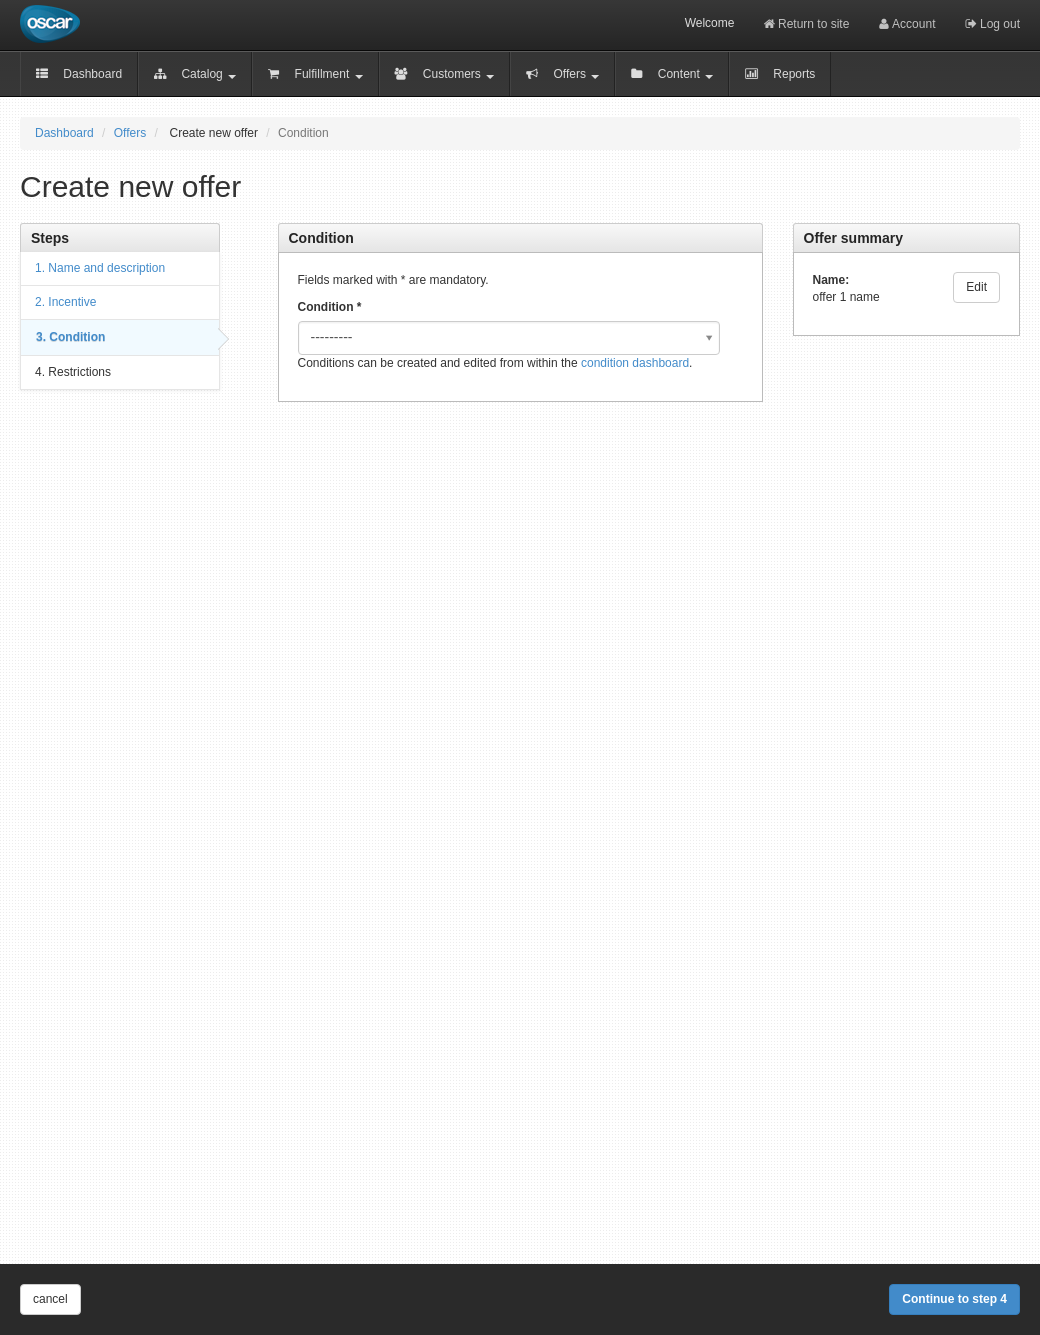 oscar
Welcome Return to site Account Log out
Dashboard Catalog Fulfillment Customers Offers Content Reports
Dashboard / Offers / Create new offer / Condition
Create new offer
Steps
1. Name and description
2. Incentive
3. Condition
4. Restrictions
Condition
Fields marked with * are mandatory.
Condition *
---------
Conditions can be created and edited from within the condition dashboard.
Offer summary
Name:
offer 1 name
Edit
cancel
Continue to step 4